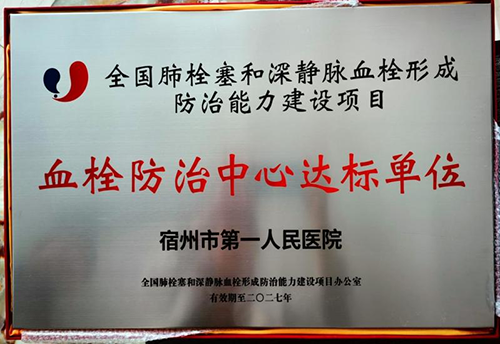 全国肺栓塞和深静脉血栓形成
防治能力建设项目
血栓防治中心达标单位
宿州市第一人民医院
全国肺栓塞和深静脉血栓形成防治能力建设项目办公室
有效期至二〇二七年